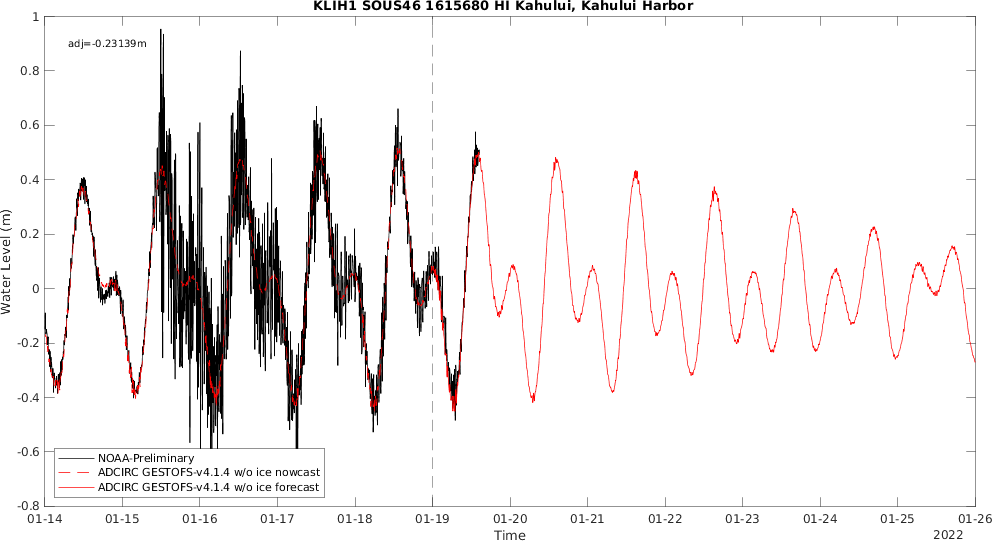 KLIH1 SOUS46 1615680 HI Kahului, Kahului Harbor
adj=-0.23139m
1
0.8
0.6
0.4
0.2
0
-0.2
-0.4
-0.6
-0.8
Water Level (m)
NOAA-Preliminary
ADCIRC GESTOFS-v4.1.4 w/o ice nowcast
ADCIRC GESTOFS-v4.1.4 w/o ice forecast
01-14 01-15 01-16 01-17 01-18 01-19 01-20 01-21 01-22 01-23 01-24 01-25 01-26
Time
2022